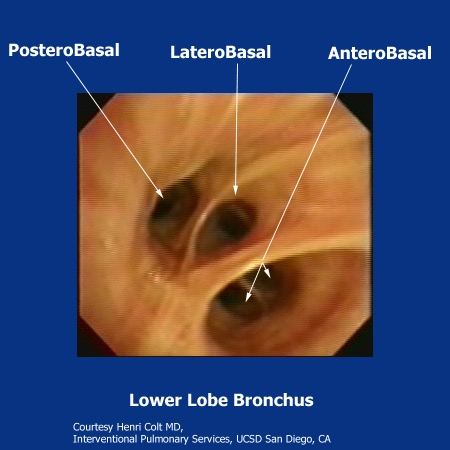 PosteroBasal
LateroBasal
AnteroBasal
Lower Lobe Bronchus
Courtesy Henri Colt MD,
Interventional Pulmonary Services, UCSD San Diego, CA